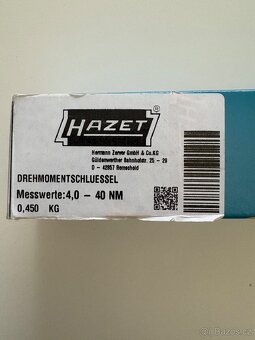 HAZET
®
Hermann Zerver GmbH & Co.KG
Güldenwerther Bahnhofstr. 25 - 29
D - 42857 Remscheid
DREHMOMENTSCHLUESSEL
Messwerte:4,0 - 40 NM
0,450 KG